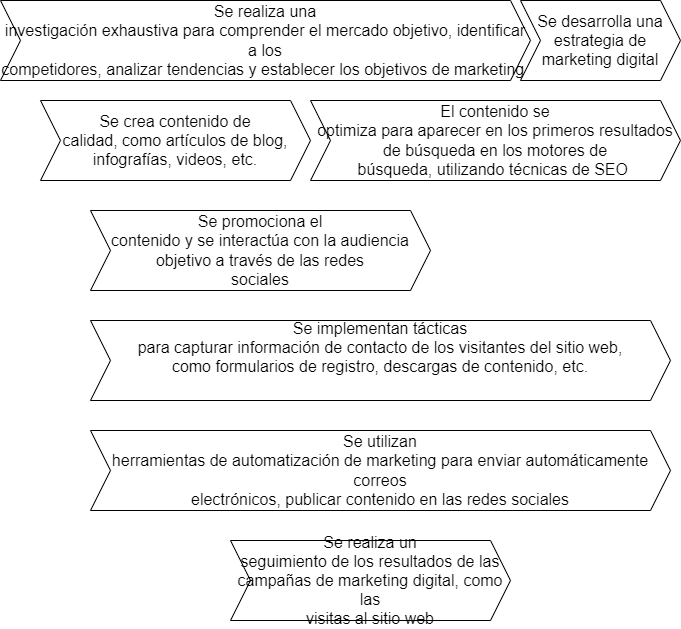 Se realiza una
investigación exhaustiva para comprender el mercado objetivo, identificar
a los
competidores, analizar tendencias y establecer los objetivos de marketing
Se desarrolla una
estrategia de
marketing digital
Se crea contenido de
calidad, como artículos de blog,
infografías, videos, etc.
El contenido se
optimiza para aparecer en los primeros resultados
de búsqueda en los motores de
búsqueda, utilizando técnicas de SEO
Se promociona el
contenido y se interactúa con la audiencia
objetivo a través de las redes
sociales
Se implementan tácticas
para capturar información de contacto de los visitantes del sitio web,
como formularios de registro, descargas de contenido, etc.
Se utilizan
herramientas de automatización de marketing para enviar automáticamente
correos
electrónicos, publicar contenido en las redes sociales
Se realiza un
seguimiento de los resultados de las
campañas de marketing digital, como
las
visitas al sitio web